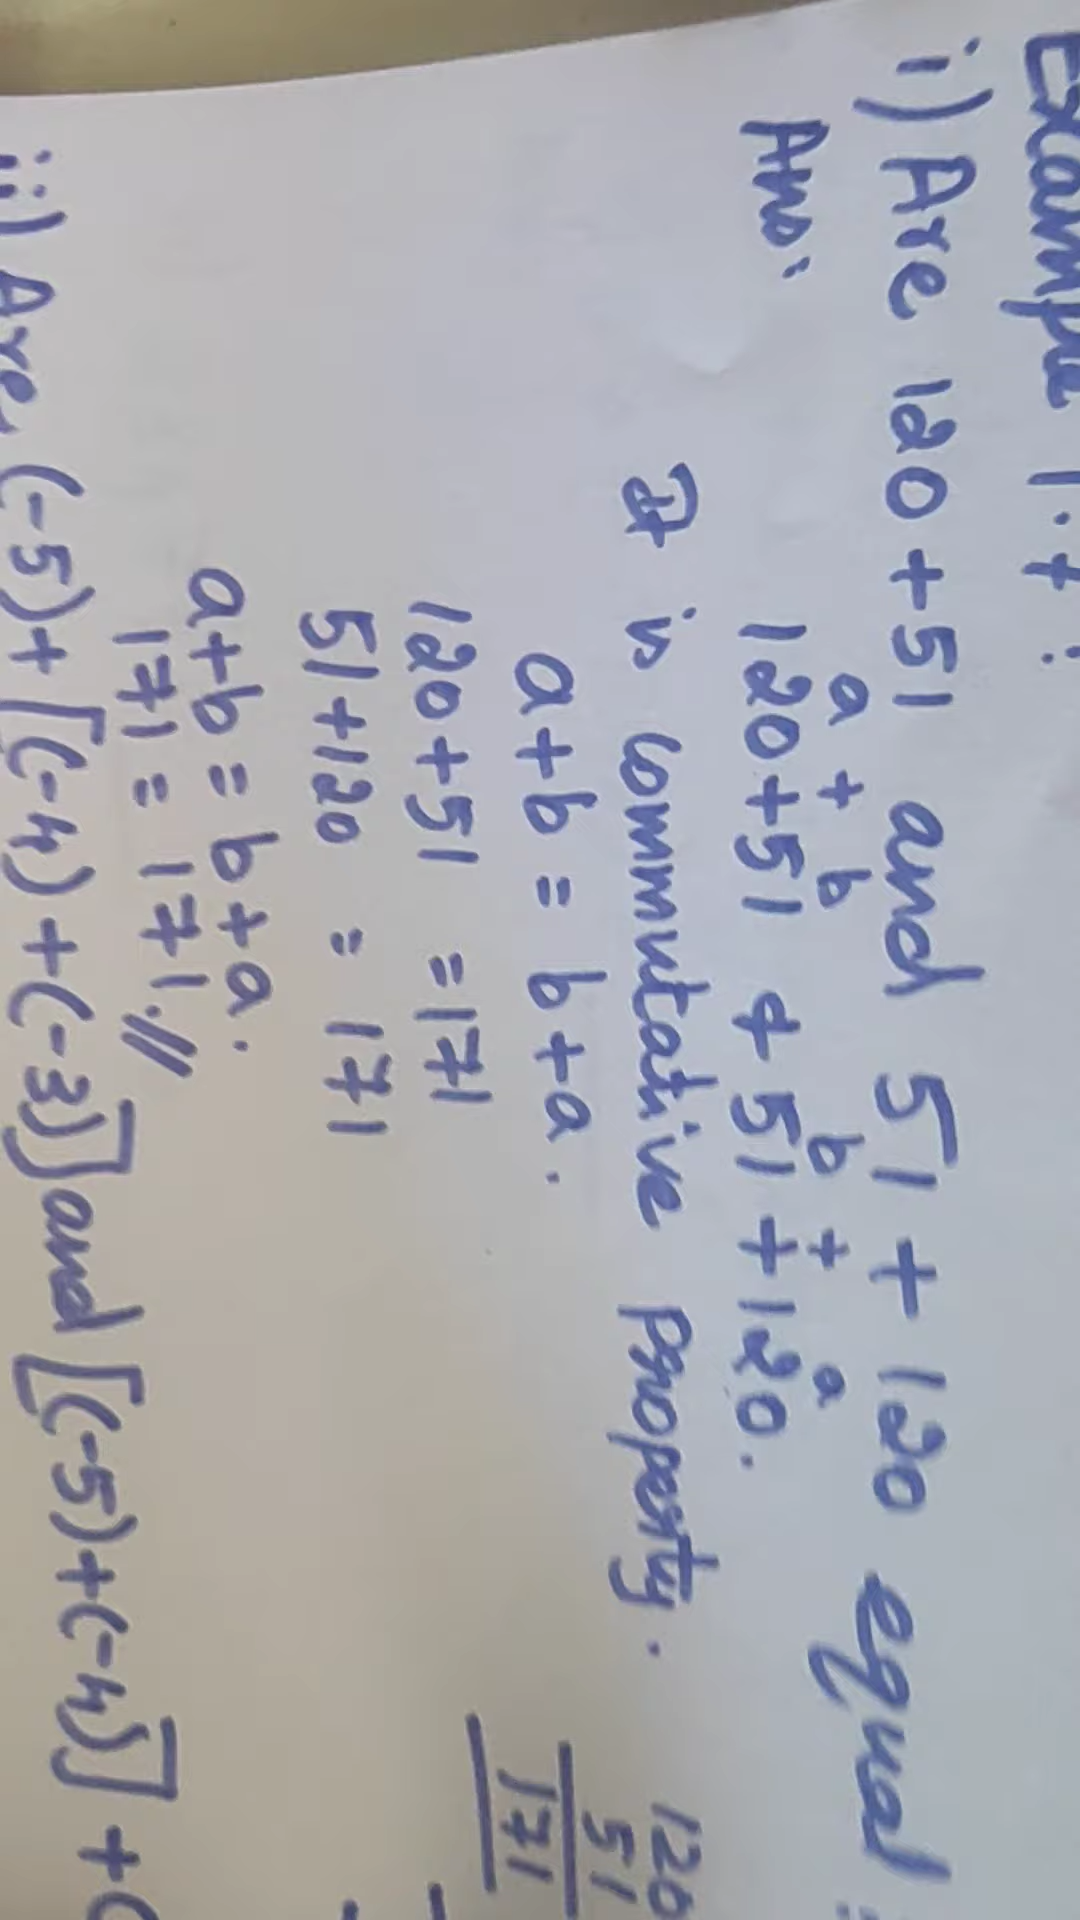 Example 1.7:
i) Are 120+51 and 51+120 equal
Ans:
a + b b + a
120+51 & 51+120.
It is commutative property.
a+b = b+a.
120+51 = 171
51+120 = 171
a+b = b+a.
171 = 171.//
120
51
171
ii) Are (-5)+[(-4)+(-3)] and [(-5)+(-4)] +(